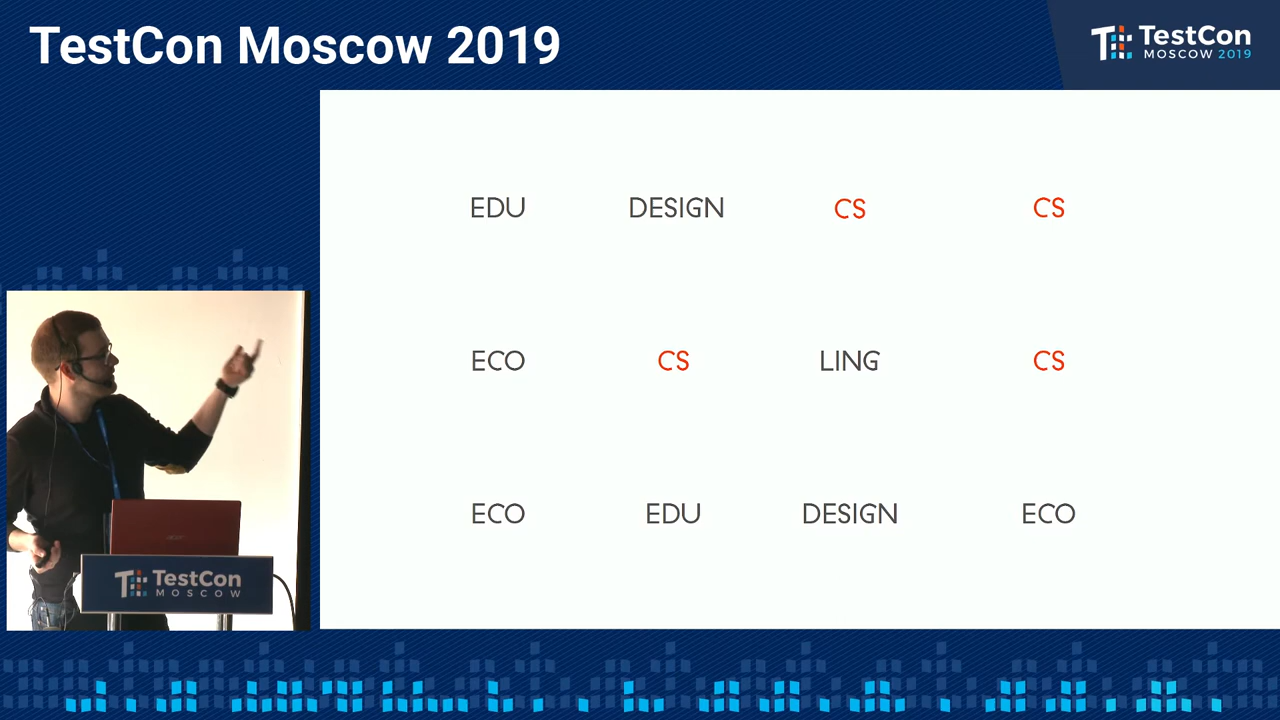 TestCon Moscow 2019
TestCon
MOSCOW 2019
EDU DESIGN CS CS
ECO CS LING CS
ECO EDU DESIGN ECO
acer
TestCon
MOSCOW